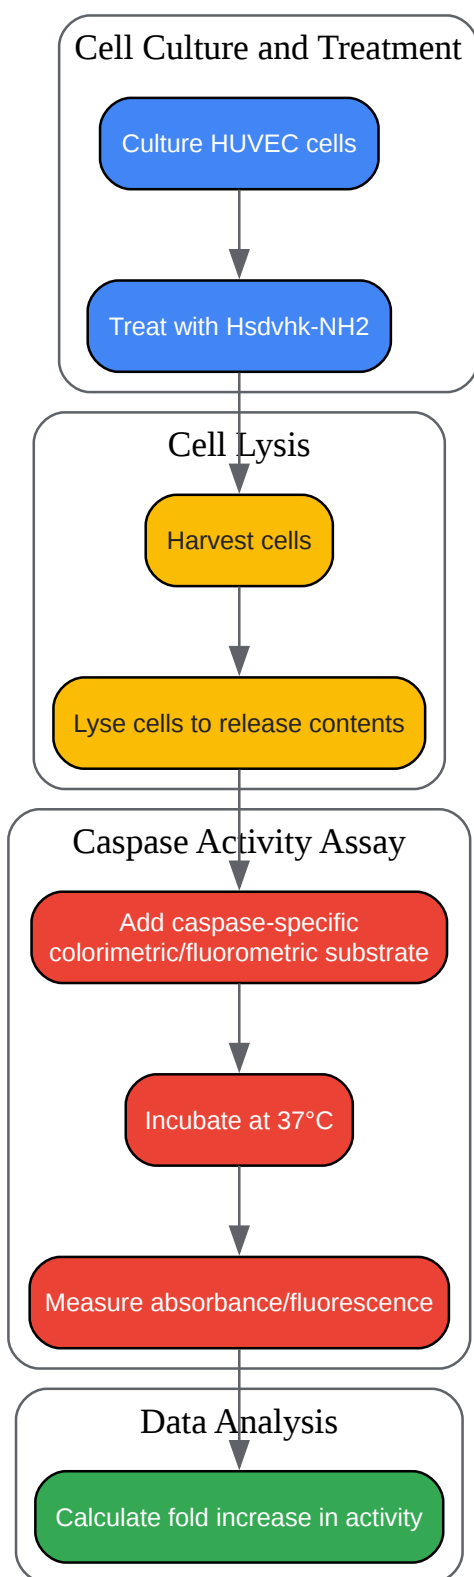 Cell Culture and Treatment
Culture HUVEC cells
Treat with Hsdvhk-NH2
Cell Lysis
Harvest cells
Lyse cells to release contents
Caspase Activity Assay
Add caspase-specific
colorimetric/fluorometric substrate
Incubate at 37°C
Measure absorbance/fluorescence
Data Analysis
Calculate fold increase in activity